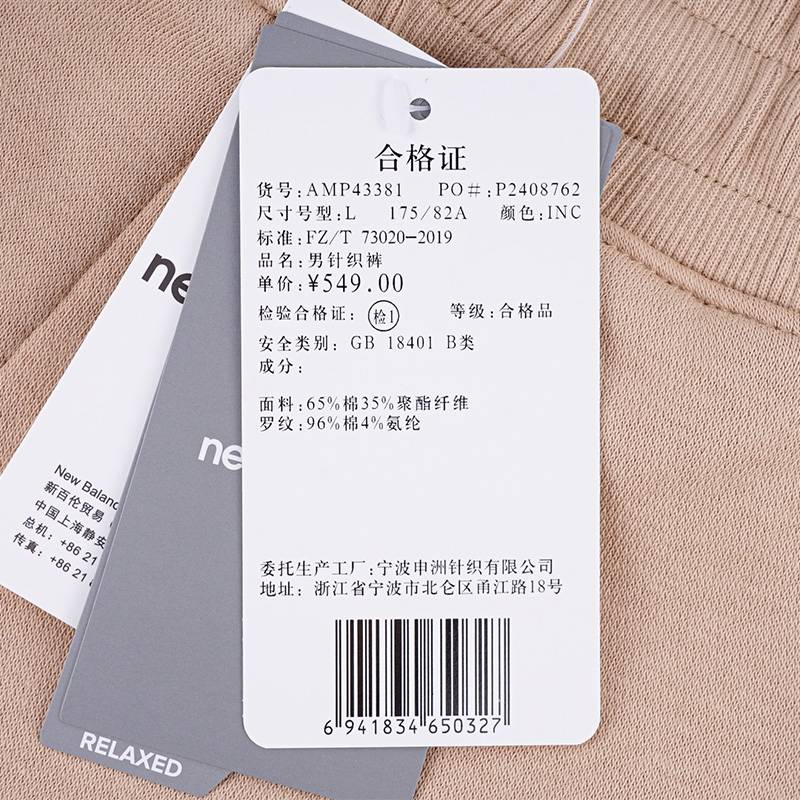 合格证
货号:AMP43381 PO#:P2408762
尺寸号型:L 175/82A 颜色:INC
标准:FZ/T 73020-2019
品名:男针织裤
单价:¥549.00
检验合格证: 检1 等级:合格品
安全类别: GB 18401 B类
成分:
面料:65%棉35%聚酯纤维
罗纹:96%棉4%氨纶
委托生产工厂:宁波申洲针织有限公司
地址: 浙江省宁波市北仑区甬江路18号
6 941834 650327
ne
ne
New Balanc
新百伦贸易
中国上海静安
总机: +86 21
传真: +86 21
RELAXED